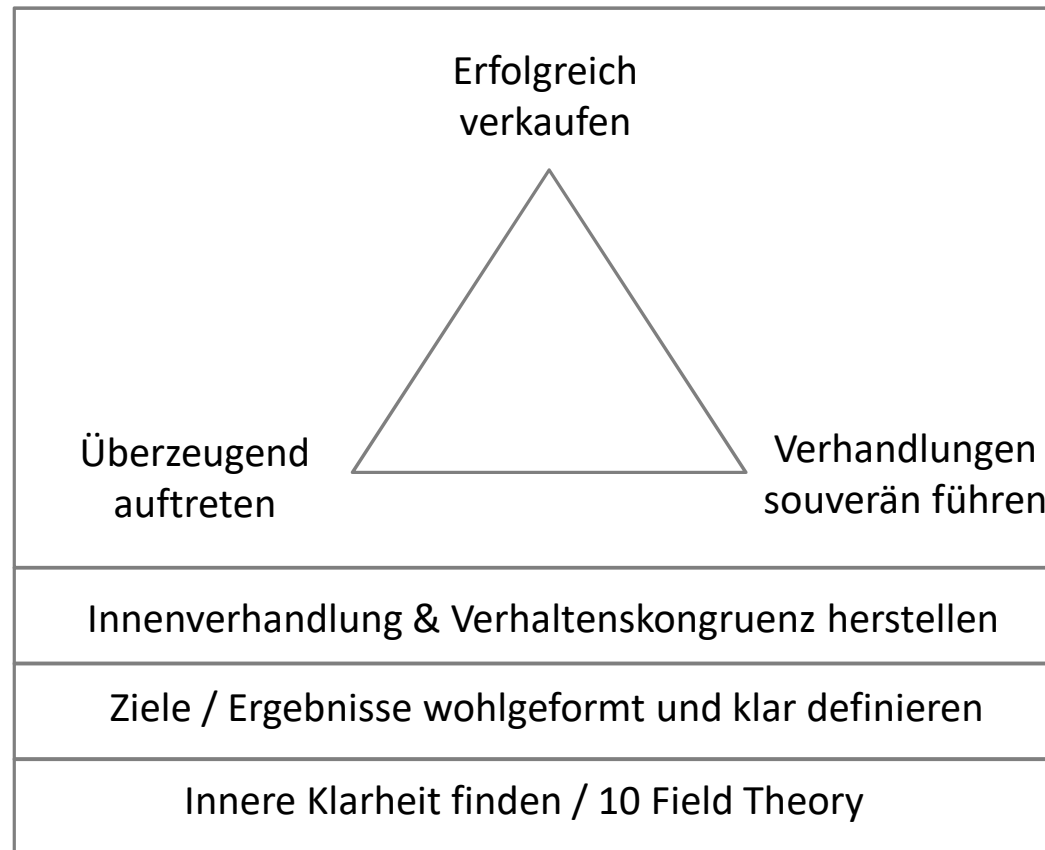 Erfolgreich
verkaufen
Überzeugend
auftreten
Verhandlungen
souverän führen
Innenverhandlung & Verhaltenskongruenz herstellen
Ziele / Ergebnisse wohlgeformt und klar definieren
Innere Klarheit finden / 10 Field Theory